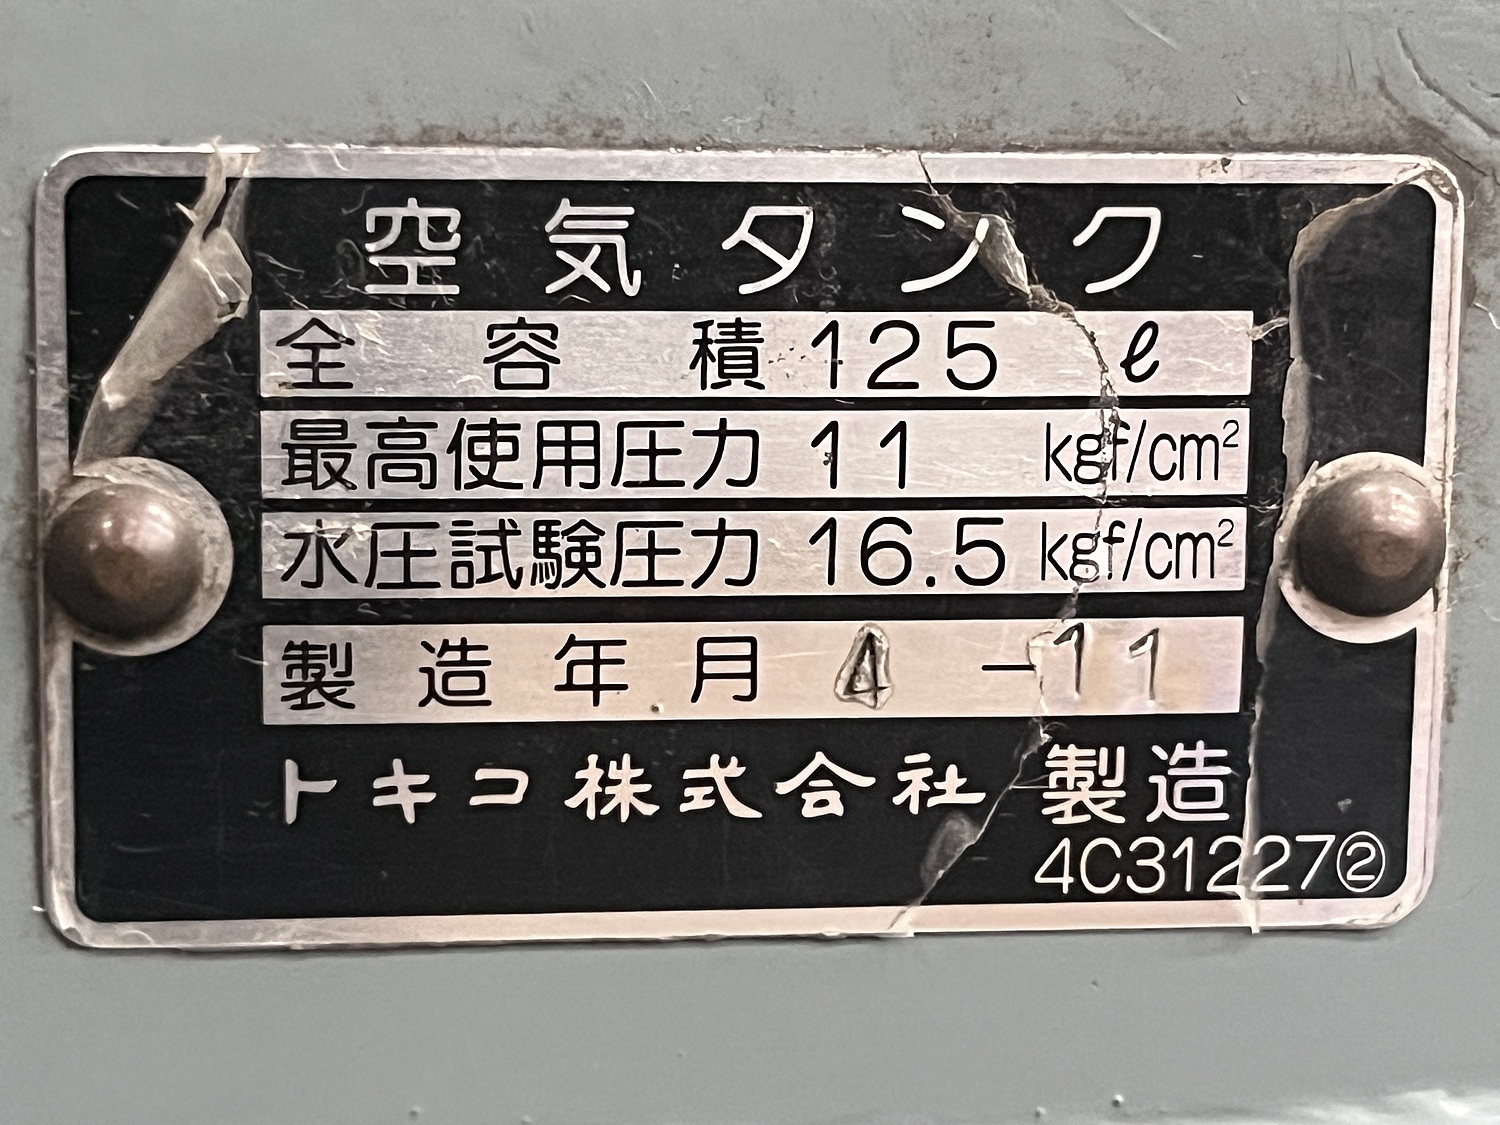 空気タンク
全容積 125 ℓ
最高使用圧力 11 kgf/cm²
水圧試験圧力 16.5 kgf/cm²
製造年月 4-11
トキコ株式会社 製造
4C31227②